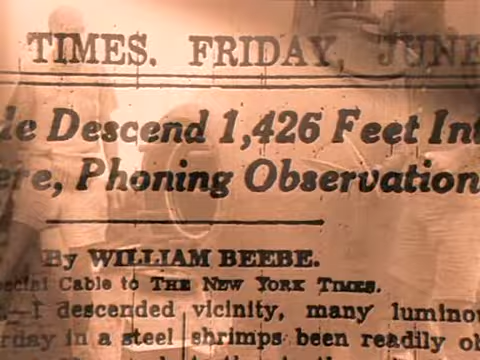 TIMES. FRIDAY, JUNE
de Descend 1,426 Feet Int
ere, Phoning Observation
By WILLIAM BEEBE.
pecial Cable to THE NEW YORK TIMES.
.—I descended vicinity, many luminou
rday in a steel shrimps been readily ob